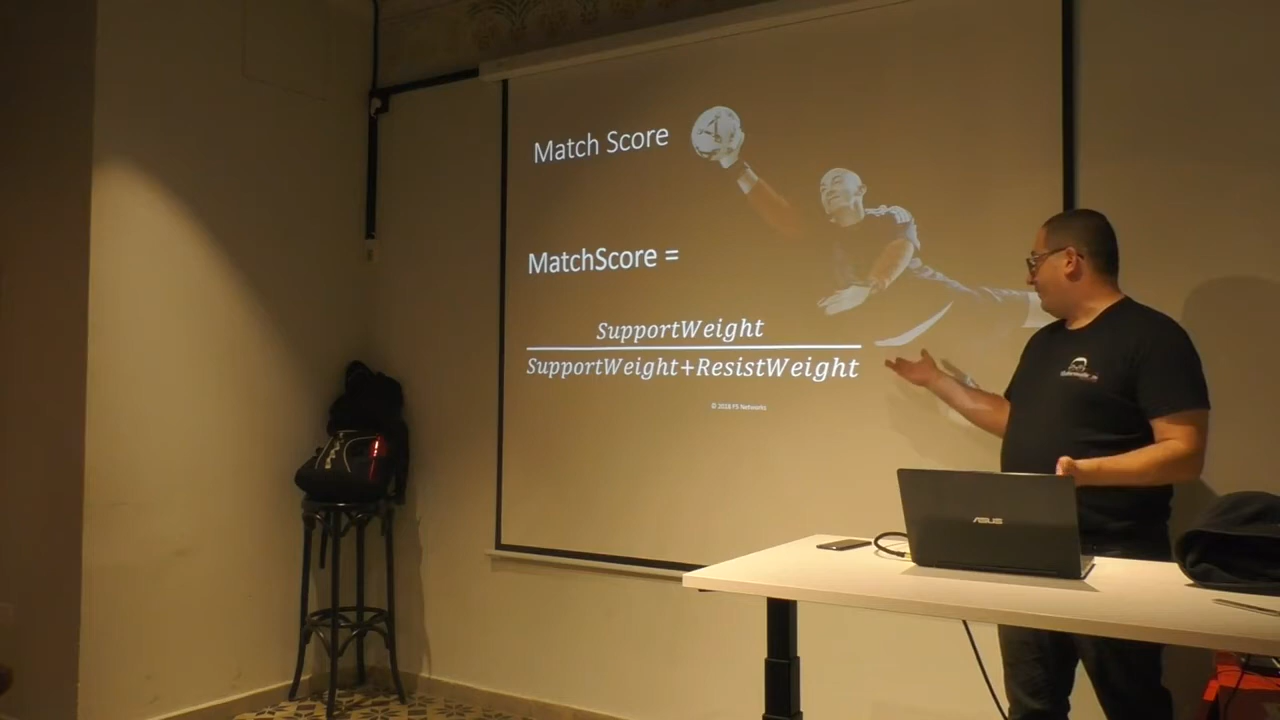 Match Score
MatchScore =
SupportWeight
SupportWeight+ResistWeight
© 2018 F5 Networks
ASUS